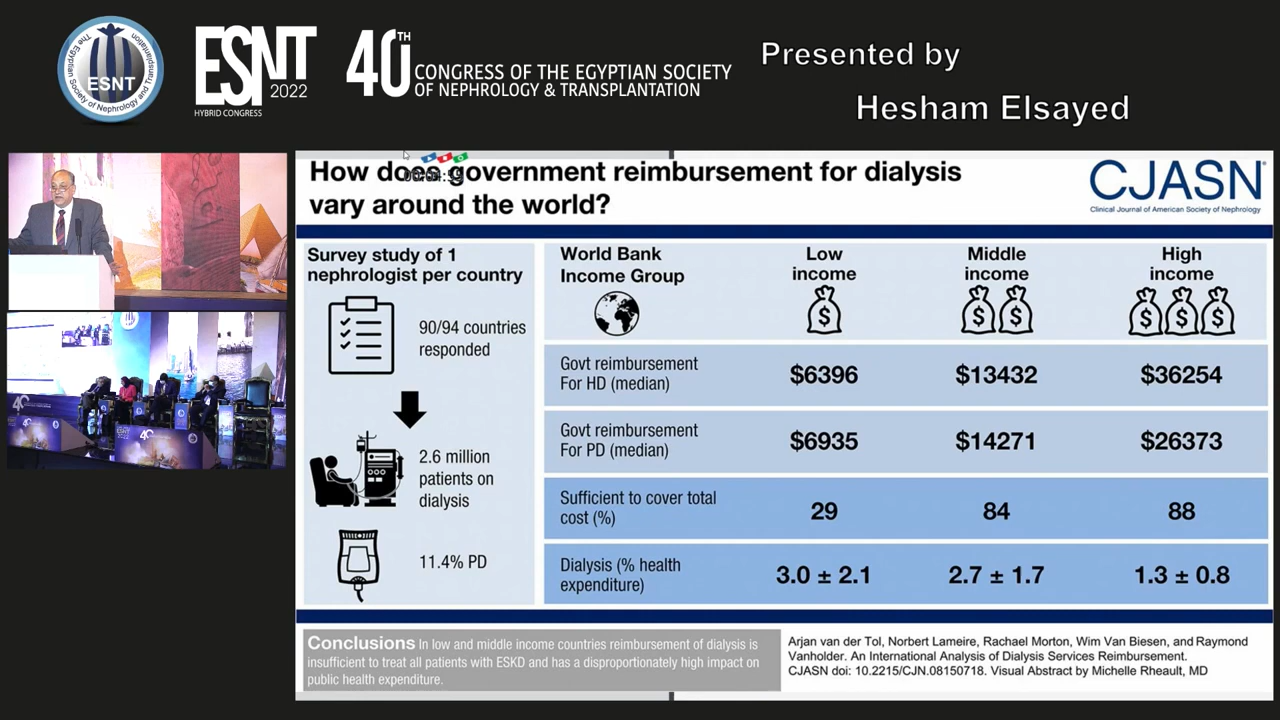 The Egyptian Society of Nephrology and Transplantation
ESNT
ESNT
2022
HYBRID CONGRESS
40TH
CONGRESS OF THE EGYPTIAN SOCIETY
OF NEPHROLOGY & TRANSPLANTATION
Presented by
Hesham Elsayed
How does government reimbursement for dialysis
vary around the world?
CJASN
Clinical Journal of American Society of Nephrology
Survey study of 1
nephrologist per country
90/94 countries
responded
2.6 million
patients on
dialysis
11.4% PD
World Bank
Income Group
Low
income
Middle
income
High
income
$
$ $
$ $ $
Govt reimbursement
For HD (median)
$6396
$13432
$36254
Govt reimbursement
For PD (median)
$6935
$14271
$26373
Sufficient to cover total
cost (%)
29
84
88
Dialysis (% health
expenditure)
3.0 ± 2.1
2.7 ± 1.7
1.3 ± 0.8
Conclusions In low and middle income countries reimbursement of dialysis is
insufficient to treat all patients with ESKD and has a disproportionately high impact on
public health expenditure.
Arjan van der Tol, Norbert Lameire, Rachael Morton, Wim Van Biesen, and Raymond
Vanholder. An International Analysis of Dialysis Services Reimbursement.
CJASN doi: 10.2215/CJN.08150718. Visual Abstract by Michelle Rheault, MD